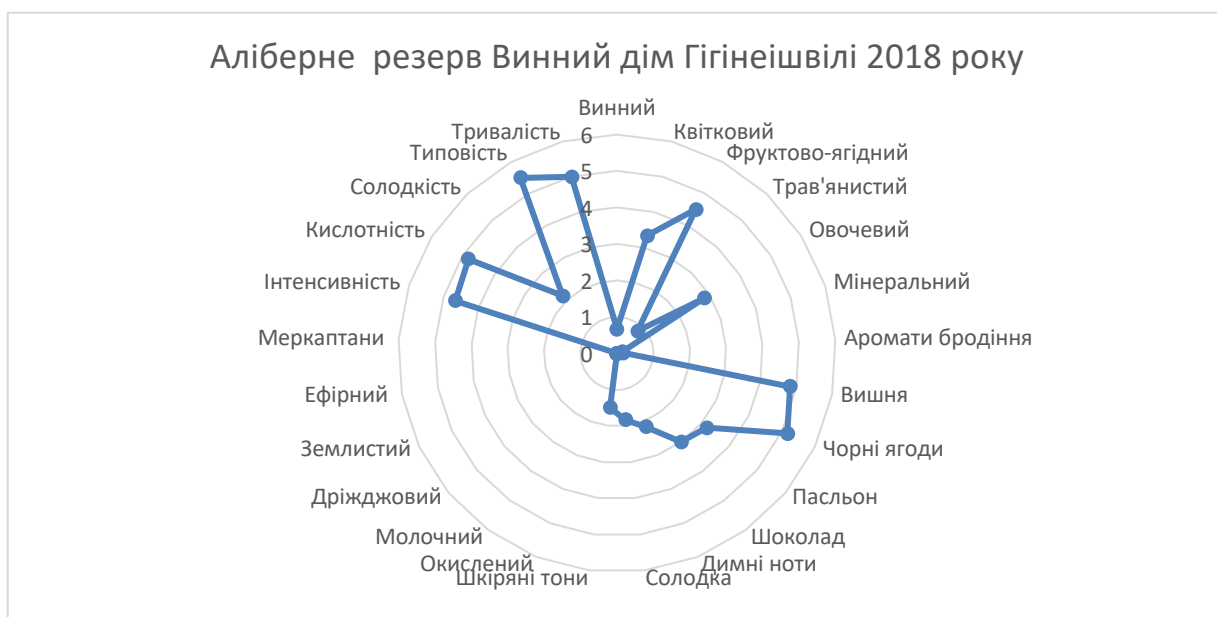 Аліберне резерв Винний дім Гігінеішвілі 2018 року
Винний
Квітковий
Фруктово-ягідний
Трав'янистий
Овочевий
Мінеральний
Аромати бродіння
Вишня
Чорні ягоди
Пасльон
Шоколад
Димні ноти
Солодка
Шкіряні тони
Окислений
Молочний
Дріжджовий
Землистий
Ефірний
Меркаптани
Інтенсивність
Кислотність
Солодкість
Типовість
Тривалість
6
5
4
3
2
1
0